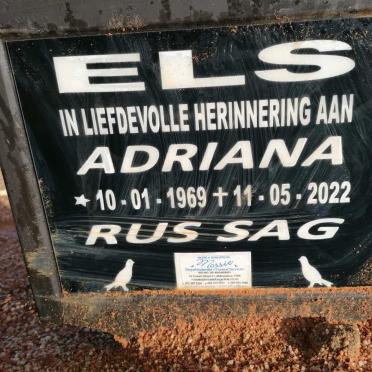 ELS
IN LIEFDEVOLLE HERINNERING AAN
ADRIANA
★ 10 - 01 - 1969 ✝ 11 - 05 - 2022
RUS SAG